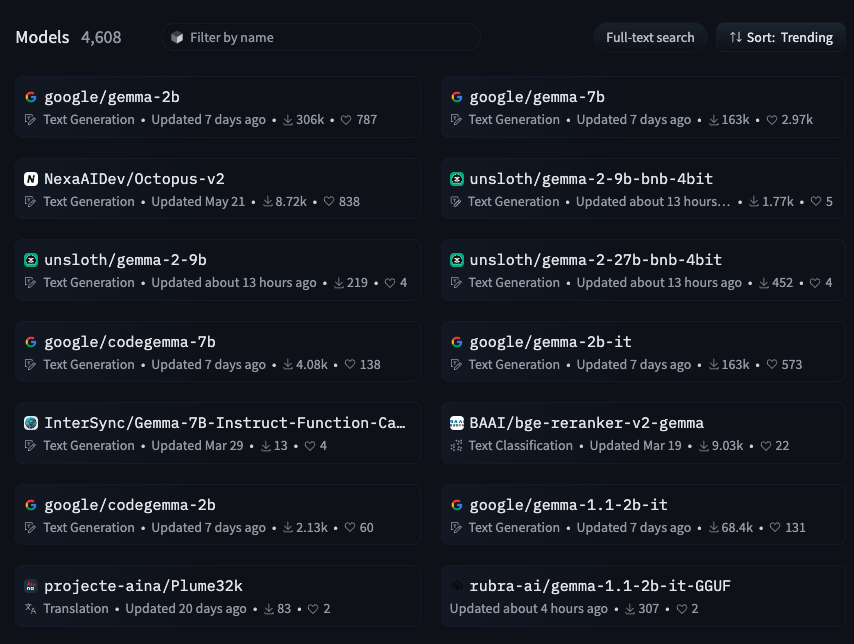 Models 4,608 Filter by name Full-text search Sort: Trending
google/gemma-2b
Text Generation • Updated 7 days ago • 306k • 787
google/gemma-7b
Text Generation • Updated 7 days ago • 163k • 2.97k
NexaAIDev/Octopus-v2
Text Generation • Updated May 21 • 8.72k • 838
unsloth/gemma-2-9b-bnb-4bit
Text Generation • Updated about 13 hours... • 1.77k • 5
unsloth/gemma-2-9b
Text Generation • Updated about 13 hours ago • 219 • 4
unsloth/gemma-2-27b-bnb-4bit
Text Generation • Updated about 13 hours ago • 452 • 4
google/codegemma-7b
Text Generation • Updated 7 days ago • 4.08k • 138
google/gemma-2b-it
Text Generation • Updated 7 days ago • 163k • 573
InterSync/Gemma-7B-Instruct-Function-Ca…
Text Generation • Updated Mar 29 • 13 • 4
BAAI/bge-reranker-v2-gemma
Text Classification • Updated Mar 19 • 9.03k • 22
google/codegemma-2b
Text Generation • Updated 7 days ago • 2.13k • 60
google/gemma-1.1-2b-it
Text Generation • Updated 7 days ago • 68.4k • 131
projecte-aina/Plume32k
Translation • Updated 20 days ago • 83 • 2
rubra-ai/gemma-1.1-2b-it-GGUF
Updated about 4 hours ago • 307 • 2